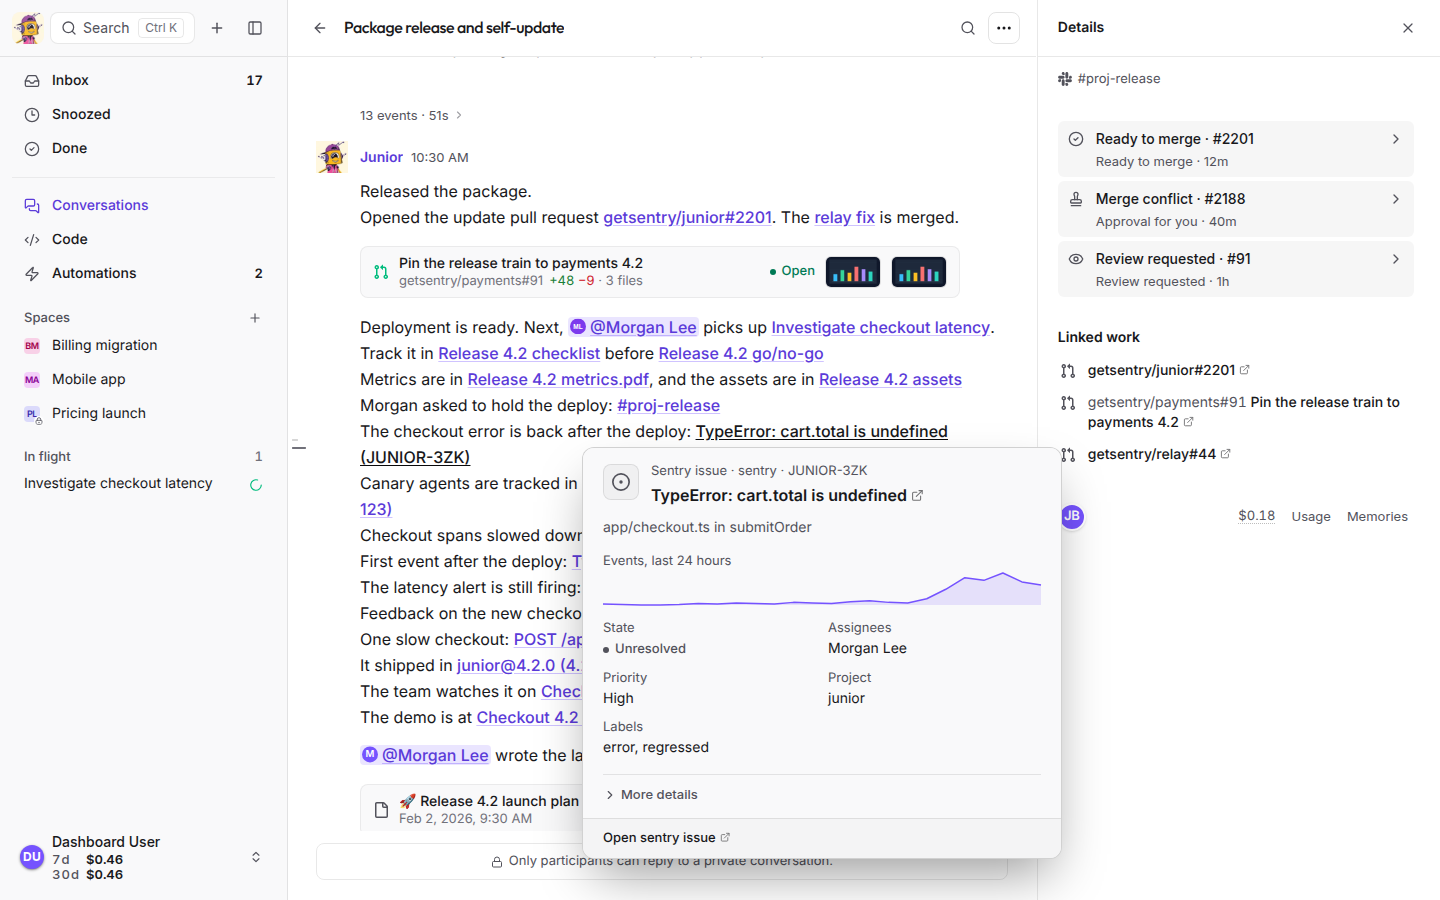 Search
Ctrl K
Inbox
17
Snoozed
Done
Conversations
Code
Automations
2
Spaces
BM
Billing migration
MA
Mobile app
PL
Pricing launch
In flight
1
Investigate checkout latency
DU
Dashboard User
7d $0.46
30d $0.46
Package release and self-update
13 events · 51s
Junior 10:30 AM
Released the package.
Opened the update pull request getsentry/junior#2201. The relay fix is merged.
Pin the release train to payments 4.2
getsentry/payments#91 +48 −9 · 3 files
Open
Deployment is ready. Next, ML @Morgan Lee picks up Investigate checkout latency.
Track it in Release 4.2 checklist before Release 4.2 go/no-go
Metrics are in Release 4.2 metrics.pdf, and the assets are in Release 4.2 assets
Morgan asked to hold the deploy: #proj-release
The checkout error is back after the deploy: TypeError: cart.total is undefined
(JUNIOR-3ZK)
Canary agents are tracked in
123)
Checkout spans slowed down
First event after the deploy: T
The latency alert is still firing:
Feedback on the new checko
One slow checkout: POST /ap
It shipped in junior@4.2.0 (4.
The team watches it on Chec
The demo is at Checkout 4.2
M @Morgan Lee wrote the la
🚀 Release 4.2 launch plan
Feb 2, 2026, 9:30 AM
Only participants can reply to a private conversation.
Sentry issue · sentry · JUNIOR-3ZK
TypeError: cart.total is undefined
app/checkout.ts in submitOrder
Events, last 24 hours
State
Unresolved
Assignees
Morgan Lee
Priority
High
Project
junior
Labels
error, regressed
More details
Open sentry issue
Details
#proj-release
Ready to merge · #2201
Ready to merge · 12m
Merge conflict · #2188
Approval for you · 40m
Review requested · #91
Review requested · 1h
Linked work
getsentry/junior#2201
getsentry/payments#91 Pin the release train to
payments 4.2
getsentry/relay#44
JB
$0.18
Usage
Memories